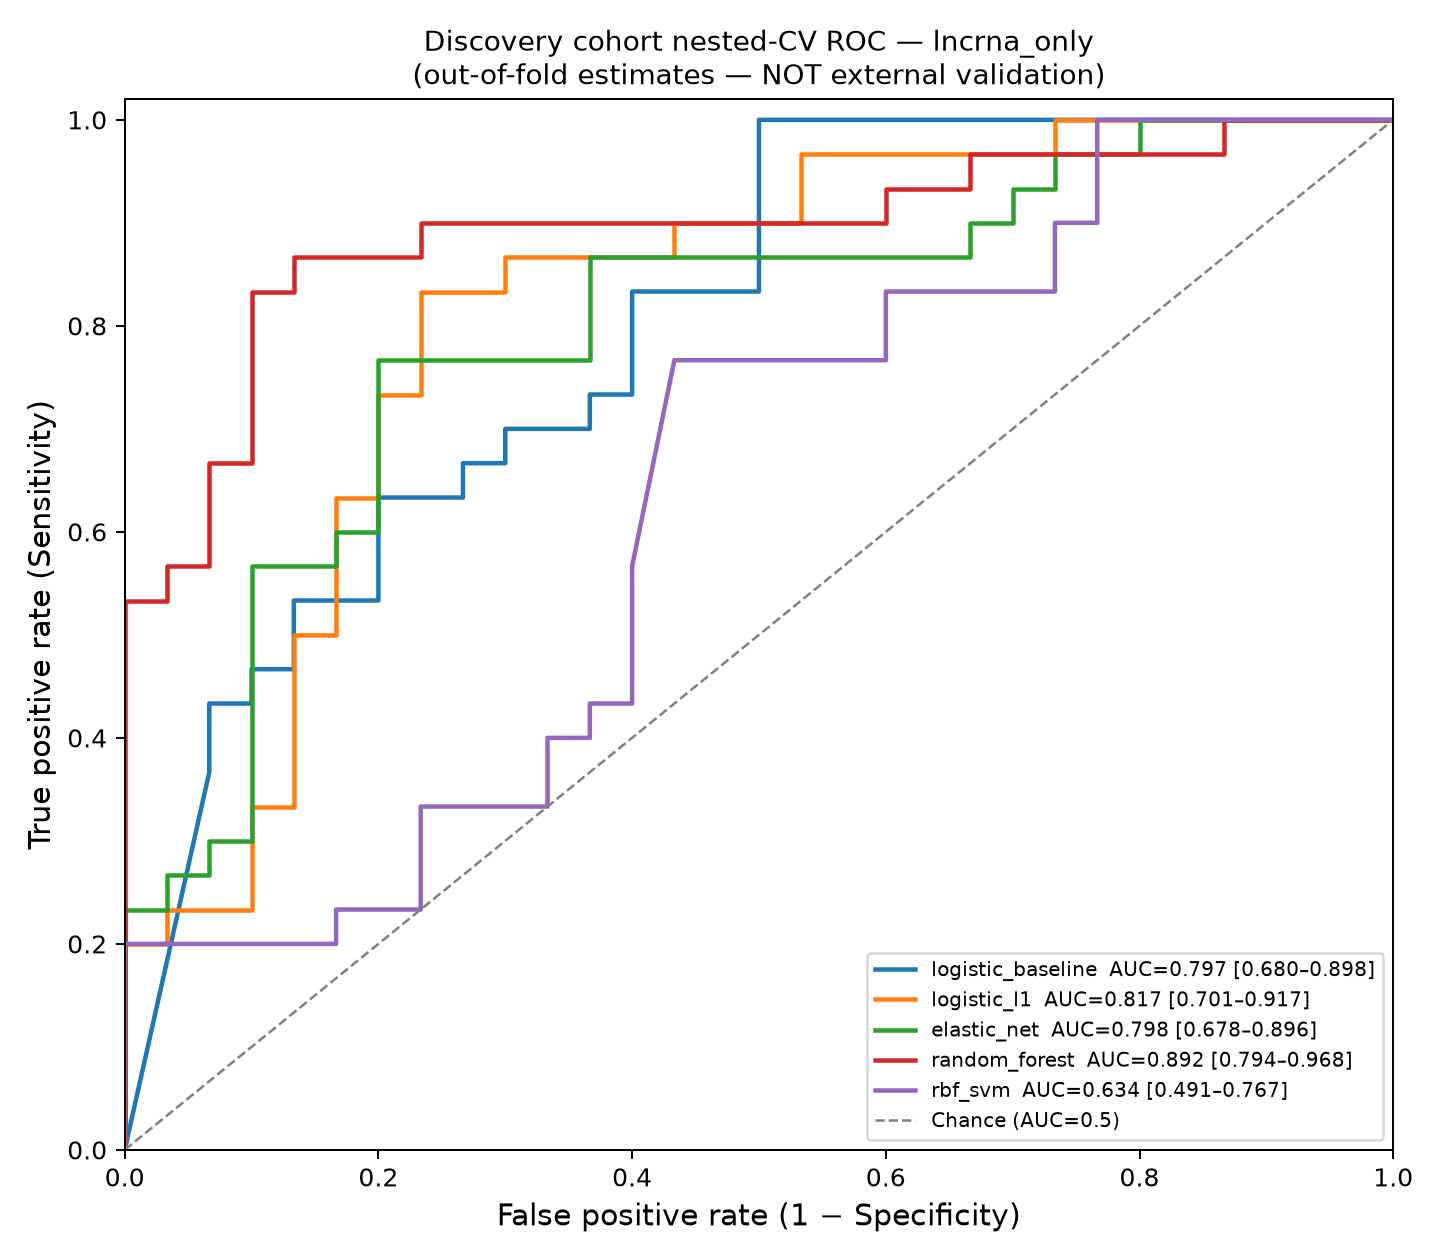 Discovery cohort nested-CV ROC — lncrna_only
(out-of-fold estimates — NOT external validation)
1.0
0.8
0.6
0.4
0.2
0.0
True positive rate (Sensitivity)
logistic_baseline AUC=0.797 [0.680–0.898]
logistic_l1 AUC=0.817 [0.701–0.917]
elastic_net AUC=0.798 [0.678–0.896]
random_forest AUC=0.892 [0.794–0.968]
rbf_svm AUC=0.634 [0.491–0.767]
Chance (AUC=0.5)
0.0 0.2 0.4 0.6 0.8 1.0
False positive rate (1 − Specificity)